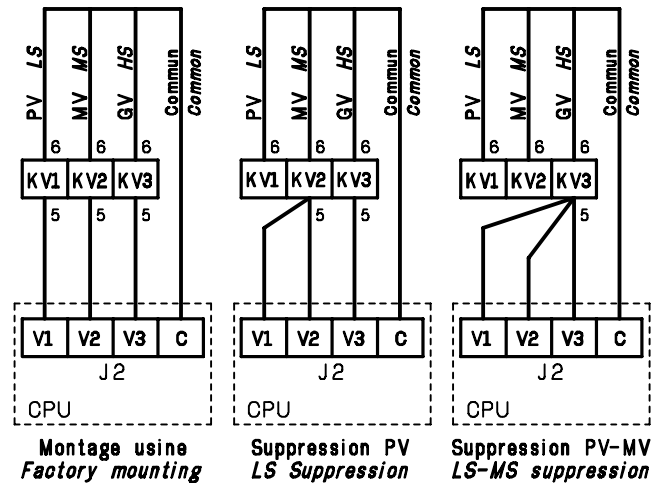 PV LS
MV MS
GV HS
Commun
Common
6 6 6
KV1 KV2 KV3
5 5 5
V1 V2 V3 C
J2
CPU
Montage usine
Factory mounting
PV LS
MV MS
GV HS
Commun
Common
6 6 6
KV1 KV2 KV3
5 5
V1 V2 V3 C
J2
CPU
Suppression PV
LS Suppression
PV LS
MV MS
GV HS
Commun
Common
6 6 6
KV1 KV2 KV3
5
V1 V2 V3 C
J2
CPU
Suppression PV-MV
LS-MS suppression